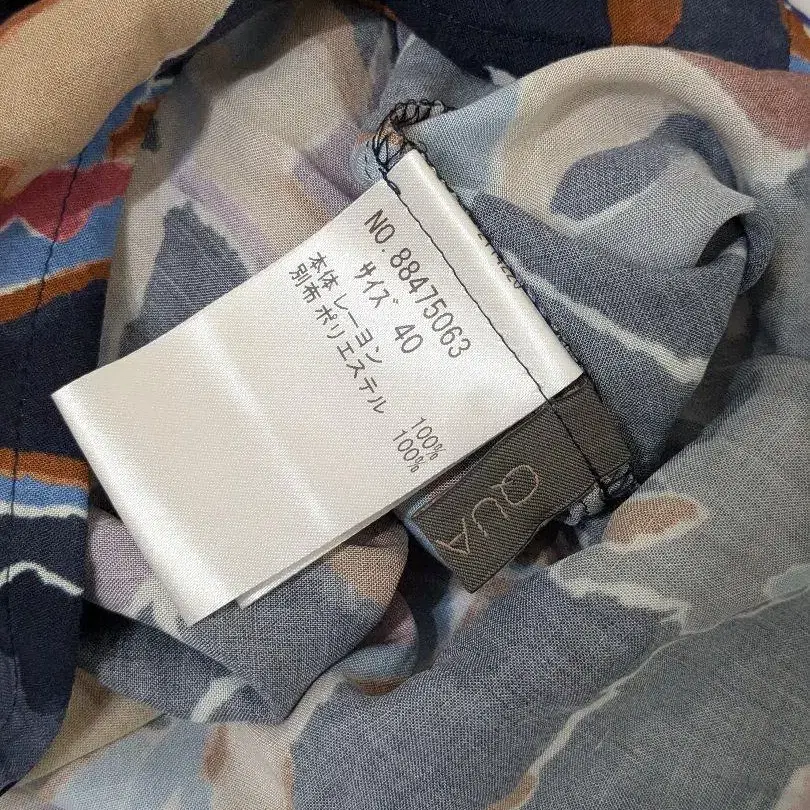 NO.88475063
サイズ 40
本体 レーヨン 100%
別布 ポリエステル 100%
QUA